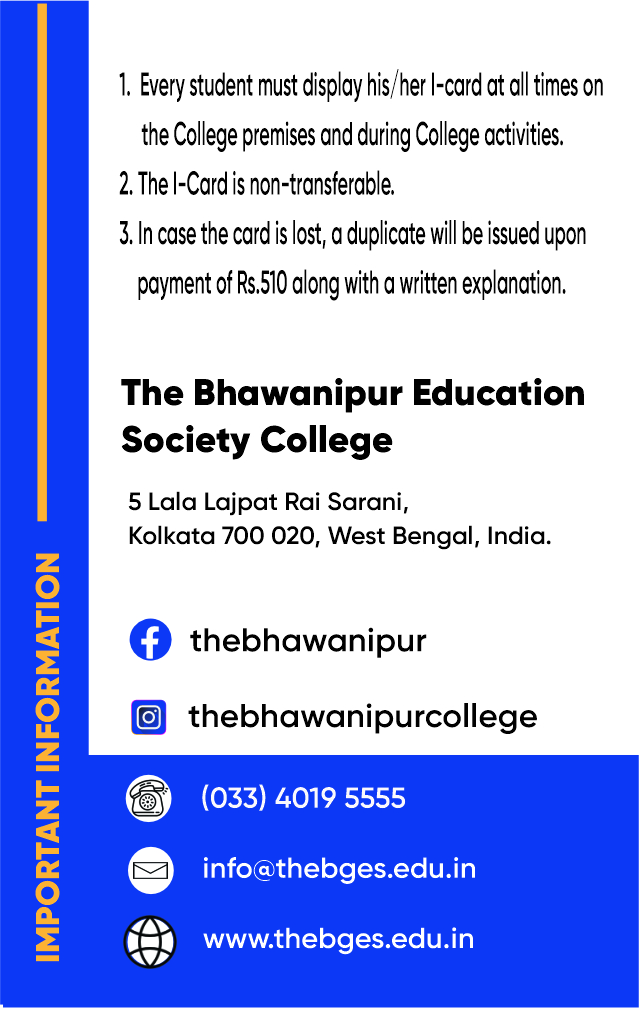 1. Every student must display his/her I-card at all times on
the College premises and during College activities.
2. The I-Card is non-transferable.
3. In case the card is lost, a duplicate will be issued upon
payment of Rs.510 along with a written explanation.
The Bhawanipur Education
Society College
5 Lala Lajpat Rai Sarani,
Kolkata 700 020, West Bengal, India.
thebhawanipur
thebhawanipurcollege
(033) 4019 5555
info@thebges.edu.in
www.thebges.edu.in
IMPORTANT INFORMATION